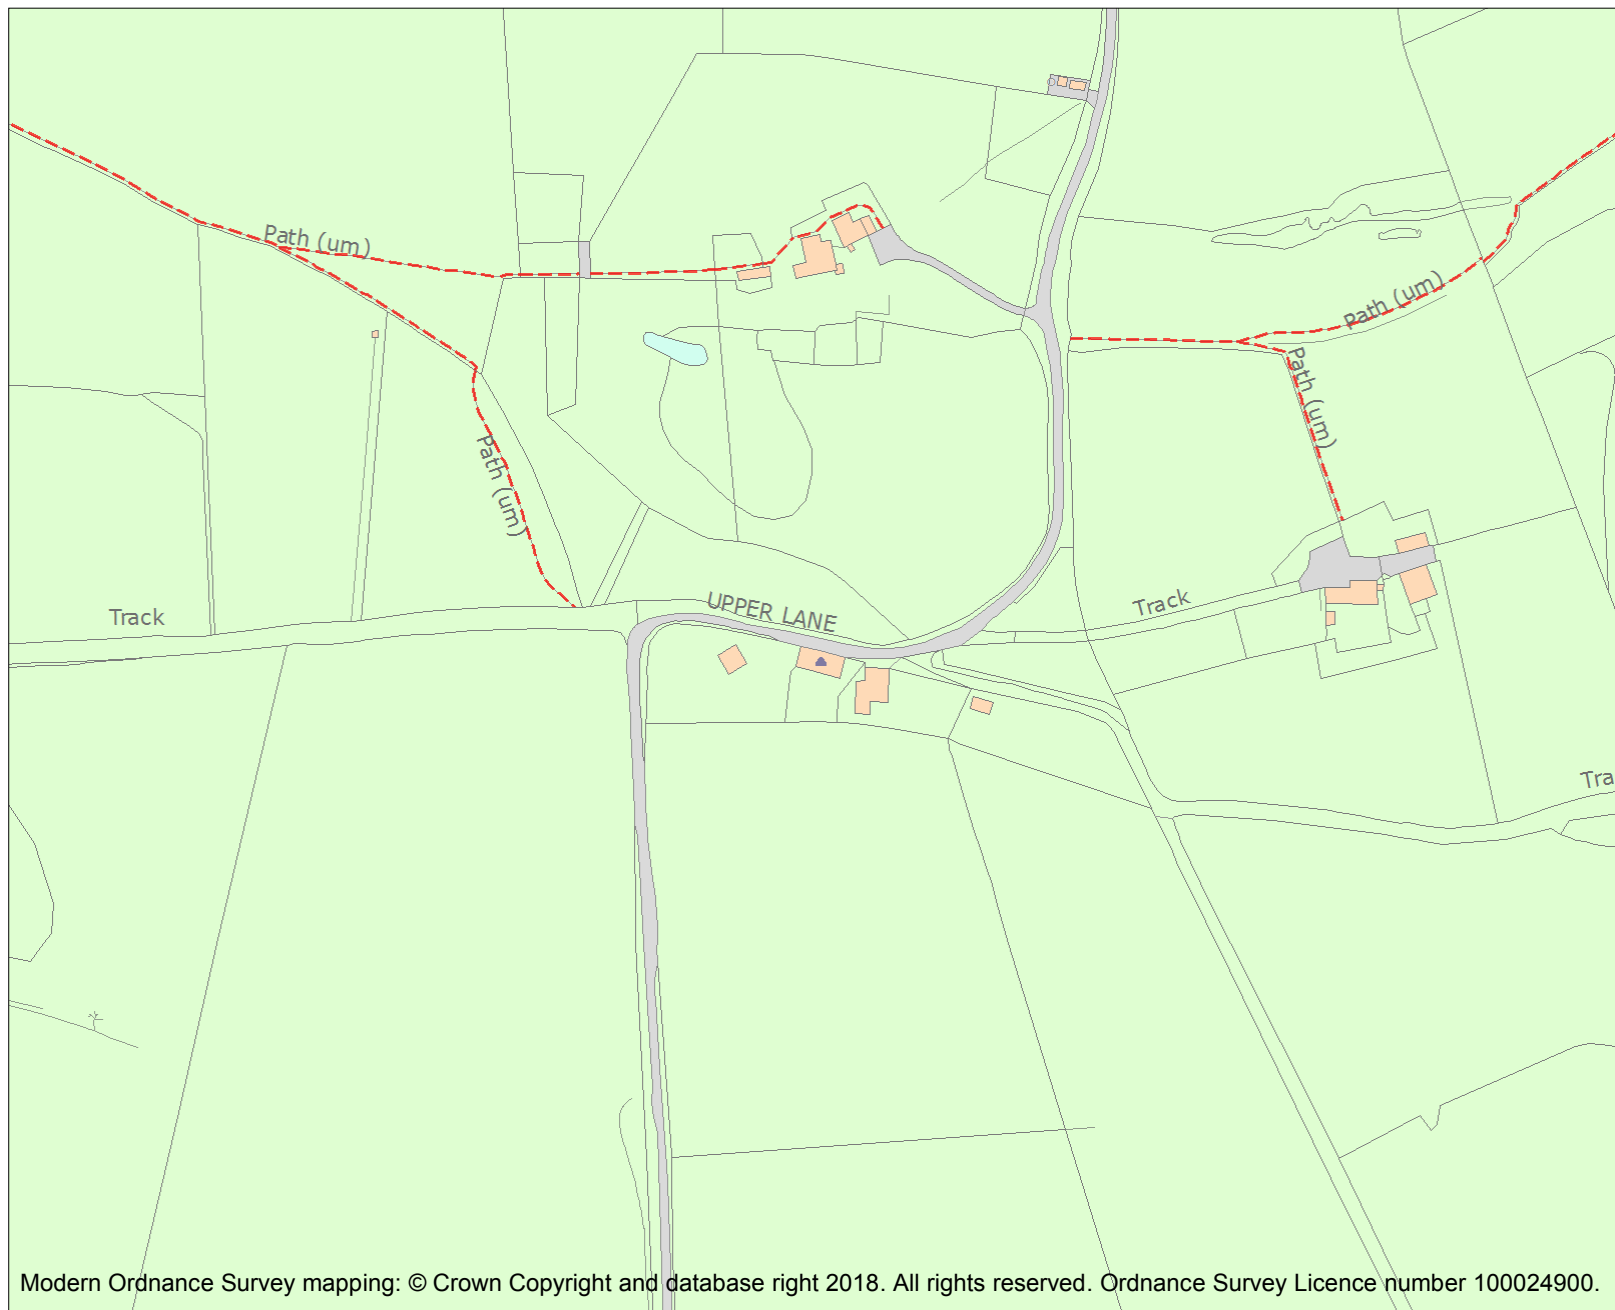 Path (um)
Path (um)
Path (um)
Path (um)
Track
UPPER LANE
Track
Tra
Modern Ordnance Survey mapping: © Crown Copyright and database right 2018. All rights reserved. Ordnance Survey Licence number 100024900.